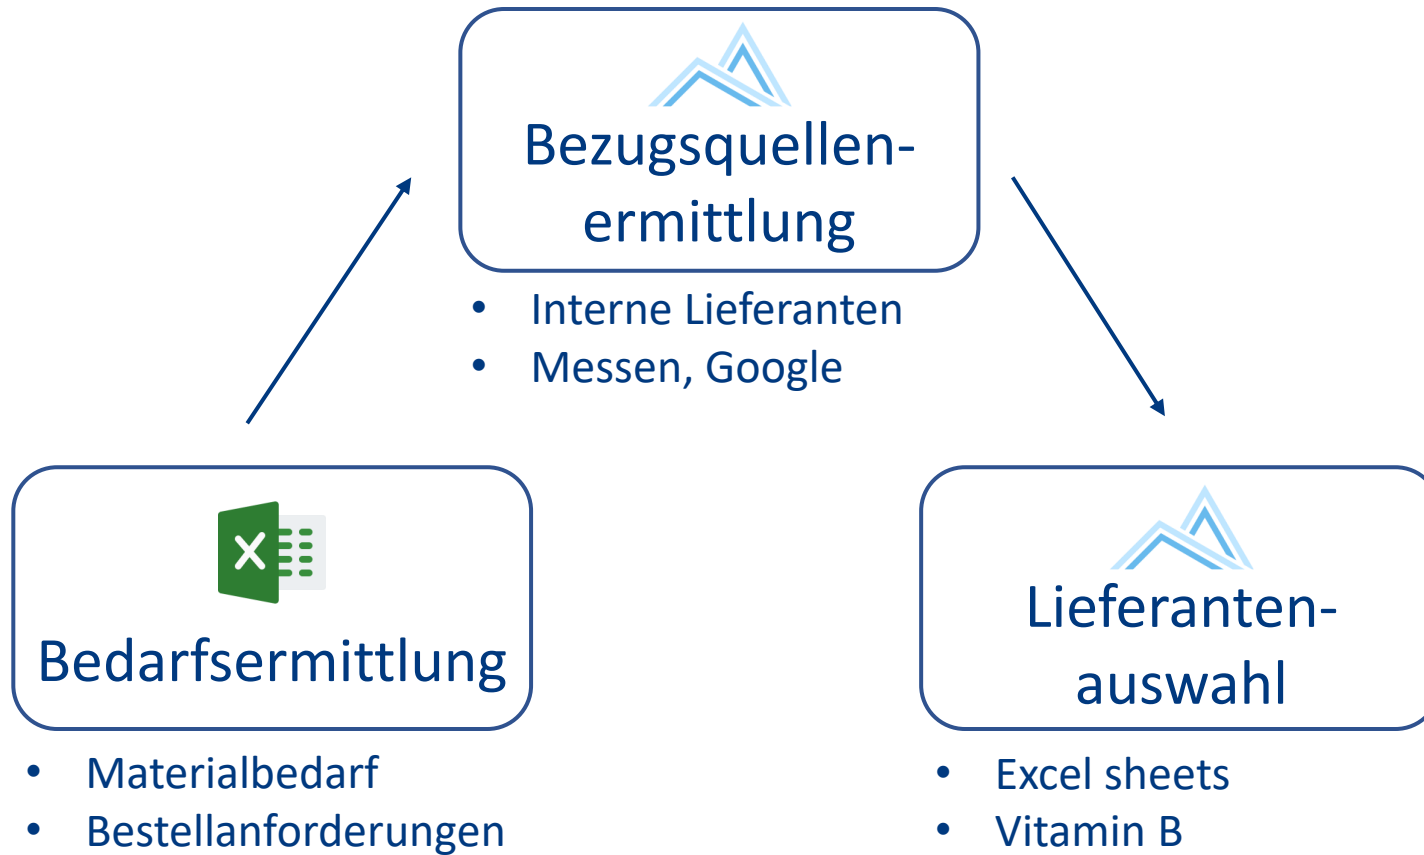 Bezugsquellen-
ermittlung
• Interne Lieferanten
• Messen, Google
X
Bedarfsermittlung
• Materialbedarf
• Bestellanforderungen
Lieferanten-
auswahl
• Excel sheets
• Vitamin B